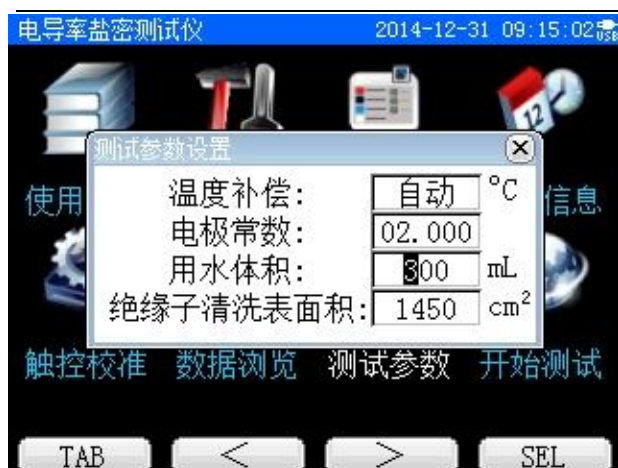 电导率盐密测试仪 2014-12-31 09:15:02 USB
12
测试参数设置
使用 信息
温度补偿: 自动 °C
电极常数: 02.000
用水体积: 300 mL
绝缘子清洗表面积: 1450 cm²
触控校准 数据浏览 测试参数 开始测试
TAB < > SEL